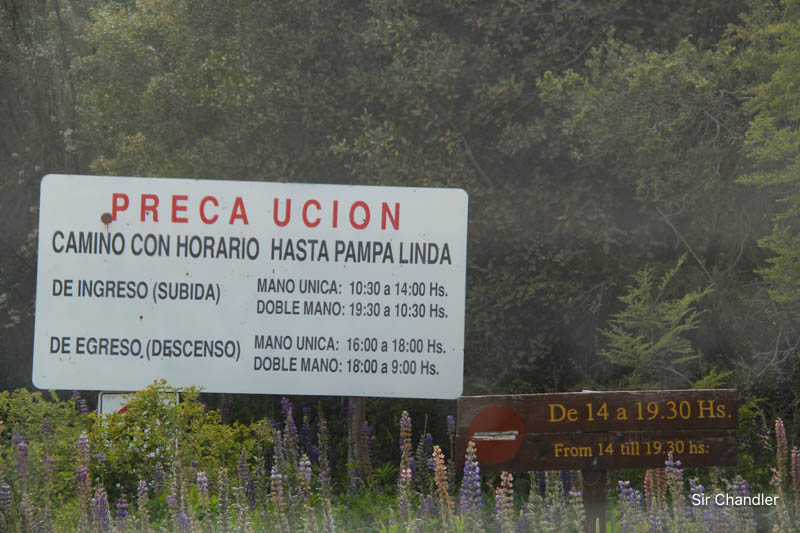 PRECAUCION
CAMINO CON HORARIO HASTA PAMPA LINDA
DE INGRESO (SUBIDA)
MANO UNICA: 10:30 a 14:00 Hs.
DOBLE MANO: 19:30 a 10:30 Hs.
DE EGRESO (DESCENSO)
MANO UNICA: 16:00 a 18:00 Hs.
DOBLE MANO: 18:00 a 9:00 Hs.
De 14 a 19.30 Hs.
From 14 till 19.30 hs.
Sir Chandler